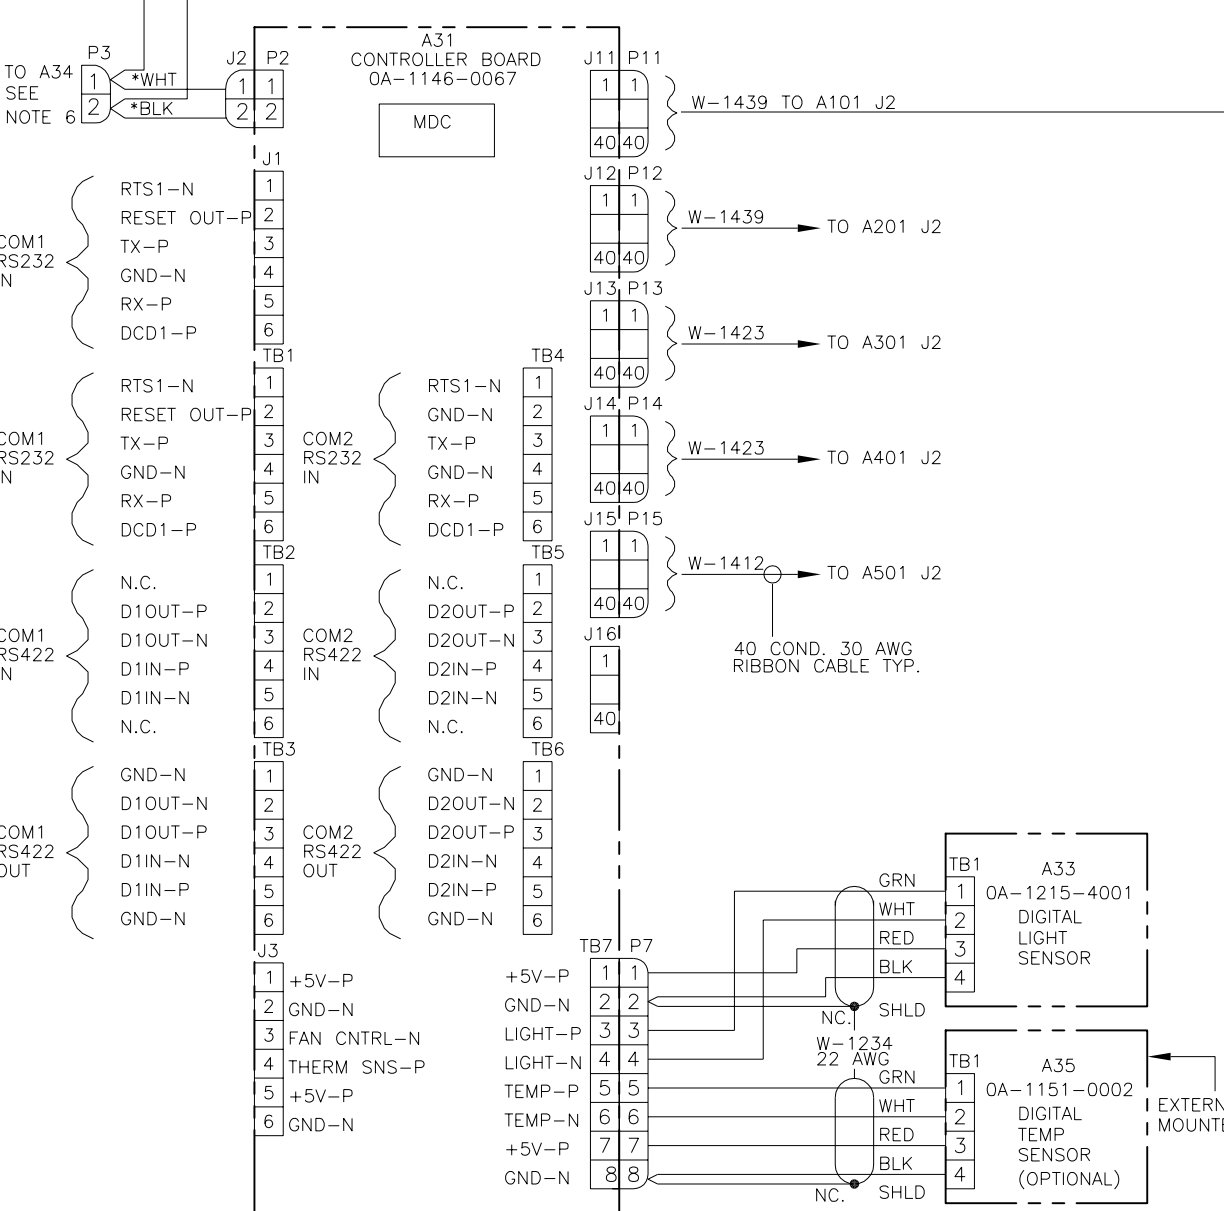 A31
CONTROLLER BOARD
0A-1146-0067
MDC
P3
TO A34
SEE
NOTE 6
1
2
*WHT
*BLK
J2 P2
1 1
2 2
J1
RTS1-N 1
RESET OUT-P 2
TX-P 3
GND-N 4
RX-P 5
DCD1-P 6
COM1
RS232
IN
TB1
RTS1-N 1
RESET OUT-P 2
TX-P 3
GND-N 4
RX-P 5
DCD1-P 6
COM1
RS232
IN
TB2
N.C. 1
D1OUT-P 2
D1OUT-N 3
D1IN-P 4
D1IN-N 5
N.C. 6
COM1
RS422
IN
TB3
GND-N 1
D1OUT-N 2
D1OUT-P 3
D1IN-N 4
D1IN-P 5
GND-N 6
COM1
RS422
OUT
J3
1 +5V-P
2 GND-N
3 FAN CNTRL-N
4 THERM SNS-P
5 +5V-P
6 GND-N
TB4
RTS1-N 1
GND-N 2
TX-P 3
GND-N 4
RX-P 5
DCD1-P 6
COM2
RS232
IN
TB5
N.C. 1
D2OUT-P 2
D2OUT-N 3
D2IN-P 4
D2IN-N 5
N.C. 6
COM2
RS422
IN
TB6
GND-N 1
D2OUT-N 2
D2OUT-P 3
D2IN-N 4
D2IN-P 5
GND-N 6
COM2
RS422
OUT
TB7 P7
+5V-P 1 1
GND-N 2 2
LIGHT-P 3 3
LIGHT-N 4 4
TEMP-P 5 5
TEMP-N 6 6
+5V-P 7 7
GND-N 8 8
J11 P11
1 1
40 40
W-1439 TO A101 J2
J12 P12
1 1
40 40
W-1439 TO A201 J2
J13 P13
1 1
40 40
W-1423 TO A301 J2
J14 P14
1 1
40 40
W-1423 TO A401 J2
J15 P15
1 1
40 40
W-1412 TO A501 J2
40 COND. 30 AWG
RIBBON CABLE TYP.
J16
1
40
GRN
WHT
RED
BLK
SHLD
NC.
W-1234
22 AWG
TB1
1
2
3
4
A33
0A-1215-4001
DIGITAL
LIGHT
SENSOR
GRN
WHT
RED
BLK
SHLD
NC.
TB1
1
2
3
4
A35
0A-1151-0002
DIGITAL
TEMP
SENSOR
(OPTIONAL)
EXTERN
MOUNTE